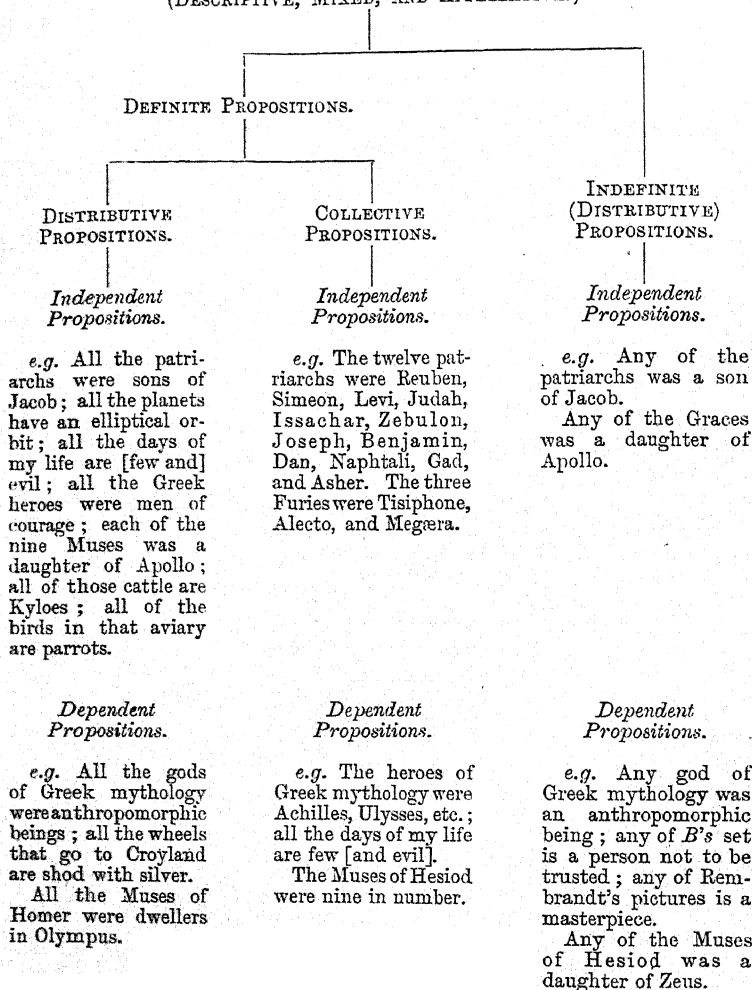 (DESCRIPTIVE, MIXED, AND
DEFINITE PROPOSITIONS.
DISTRIBUTIVE
PROPOSITIONS.
Independent
Propositions.
e.g. All the patri-
archs were sons of
Jacob; all the planets
have an elliptical or-
bit; all the days of
my life are [few and]
evil; all the Greek
heroes were men of
courage; each of the
nine Muses was a
daughter of Apollo;
all of those cattle are
Kyloes; all of the
birds in that aviary
are parrots.
Dependent
Propositions.
e.g. All the gods
of Greek mythology
were anthropomorphic
beings; all the wheels
that go to Croyland
are shod with silver.
All the Muses of
Homer were dwellers
in Olympus.
COLLECTIVE
PROPOSITIONS.
Independent
Propositions.
e.g. The twelve pat-
riarchs were Reuben,
Simeon, Levi, Judah,
Issachar, Zebulon,
Joseph, Benjamin,
Dan, Naphtali, Gad,
and Asher. The three
Furies were Tisiphone,
Alecto, and Megæra.
Dependent
Propositions.
e.g. The heroes of
Greek mythology were
Achilles, Ulysses, etc.;
all the days of my life
are few [and evil].
The Muses of Hesiod
were nine in number.
INDEFINITE
(DISTRIBUTIVE)
PROPOSITIONS.
Independent
Propositions.
e.g. Any of the
patriarchs was a son
of Jacob.
Any of the Graces
was a daughter of
Apollo.
Dependent
Propositions.
e.g. Any god of
Greek mythology was
an anthropomorphic
being; any of B's set
is a person not to be
trusted; any of Rem-
brandt's pictures is a
masterpiece.
Any of the Muses
of Hesiod was a
daughter of Zeus.